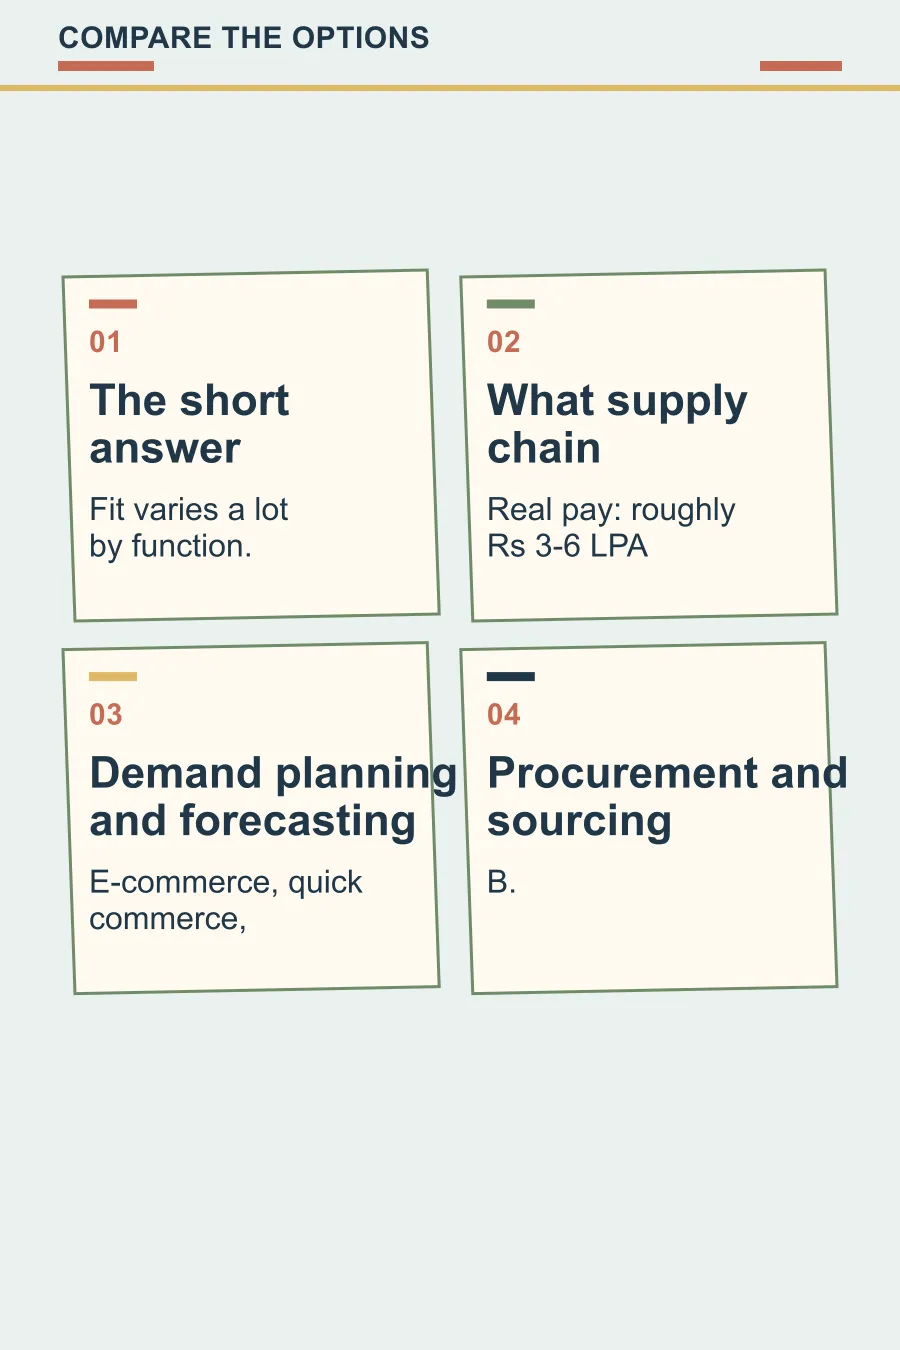 COMPARE THE OPTIONS
01
The short
answer
Fit varies a lot
by function.
02
What supply
chain
Real pay: roughly
Rs 3-6 LPA
03
Demand planning
and forecasting
E-commerce, quick
commerce,
04
Procurement and
sourcing
B.